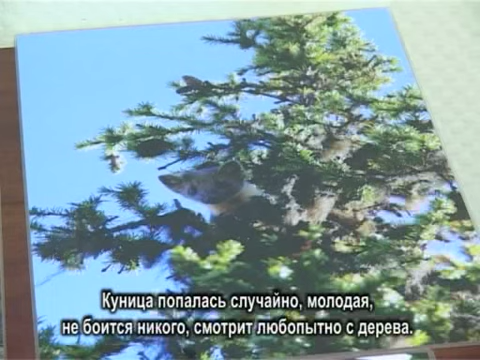 Куница попалась случайно, молодая,
не боится никого, смотрит любопытно с дерева.